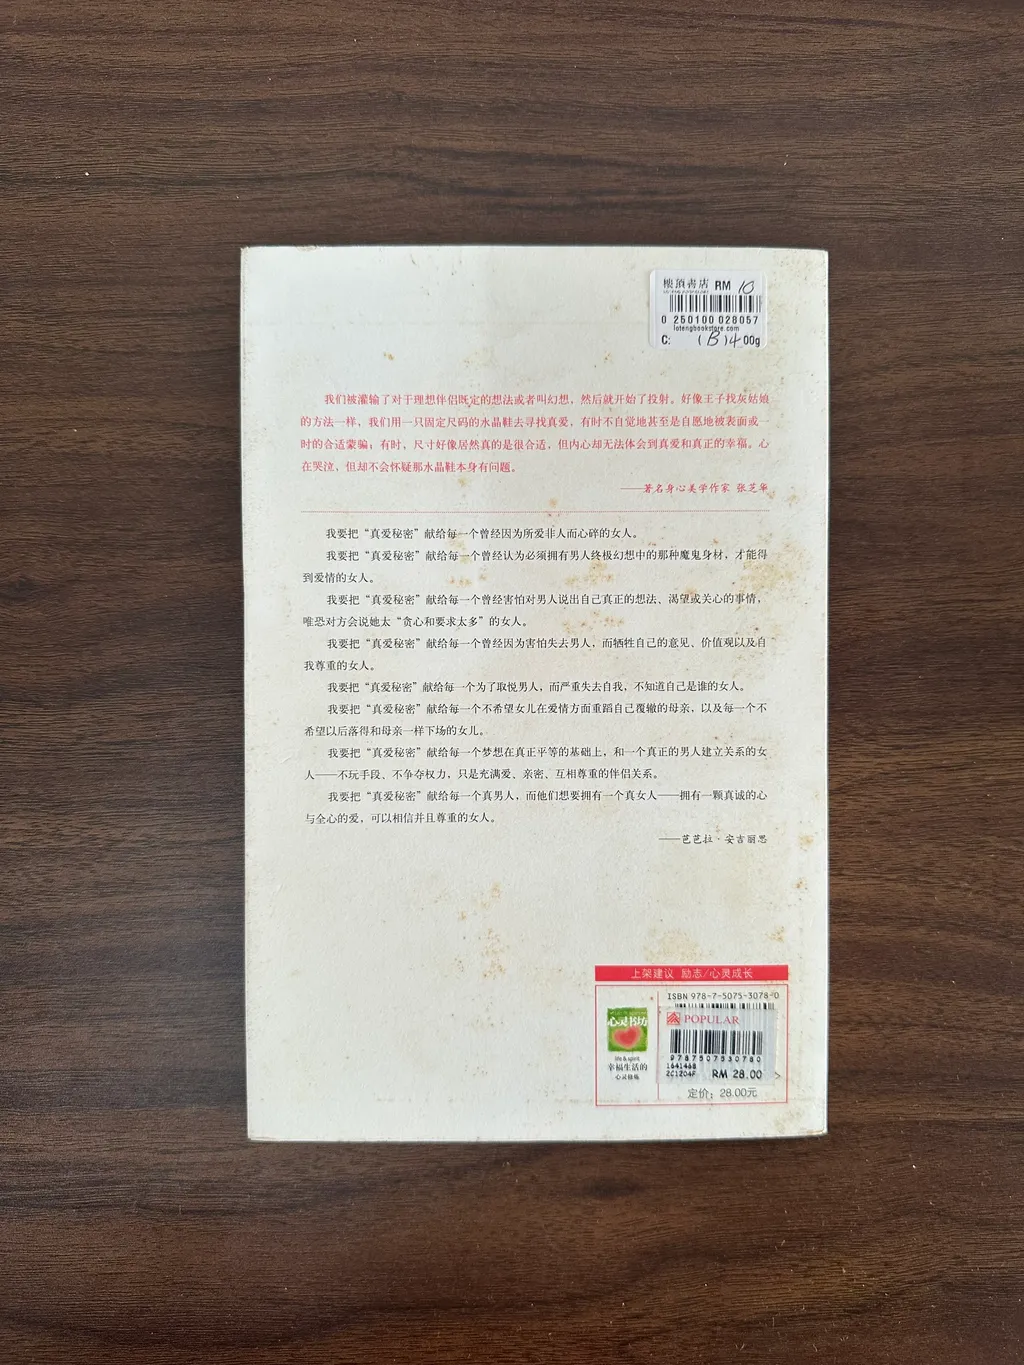 樓頂書店 RM 10
0 250100 028057
lotengbookstore.com
C: (B)1400g
我们被灌输了对于理想伴侣既定的想法或者叫幻想，然后就开始了投射。好像王子找灰姑娘
的方法一样，我们用一只固定尺码的水晶鞋去寻找真爱，有时不自觉地甚至是自愿地被表面或一
时的合适蒙骗；有时，尺寸好像居然真的是很合适，但内心却无法体会到真爱和真正的幸福。心
在哭泣，但却不会怀疑那水晶鞋本身有问题。
——著名身心美学作家 张芝华
我要把“真爱秘密”献给每一个曾经因为所爱非人而心碎的女人。
我要把“真爱秘密”献给每一个曾经认为必须拥有男人终极幻想中的那种魔鬼身材，才能得
到爱情的女人。
我要把“真爱秘密”献给每一个曾经害怕对男人说出自己真正的想法、渴望或关心的事情，
唯恐对方会说她太“贪心和要求太多”的女人。
我要把“真爱秘密”献给每一个曾经因为害怕失去男人，而牺牲自己的意见、价值观以及自
我尊重的女人。
我要把“真爱秘密”献给每一个为了取悦男人，而严重失去自我，不知道自己是谁的女人。
我要把“真爱秘密”献给每一个不希望女儿在爱情方面重蹈自己覆辙的母亲，以及每一个不
希望以后落得和母亲一样下场的女儿。
我要把“真爱秘密”献给每一个梦想在真正平等的基础上，和一个真正的男人建立关系的女
人——不玩手段、不争夺权力，只是充满爱、亲密、互相尊重的伴侣关系。
我要把“真爱秘密”献给每一个真男人，而他们想要拥有一个真女人——拥有一颗真诚的心
与全心的爱，可以相信并且尊重的女人。
——芭芭拉·安吉丽思
上架建议 励志/心灵成长
ISBN 978-7-5075-3078-0
心灵书坊
life & spirit
幸福生活的
心灵修炼
POPULAR
9787507530780
1641468
2C1204F RM 28.00
定价：28.00元